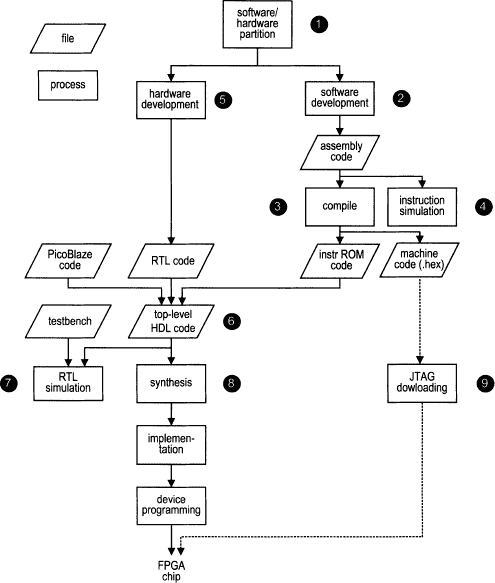 software/
hardware
partition
1
file
process
hardware
development
5
software
development
2
assembly
code
3
compile
instruction
simulation
4
PicoBlaze
code
RTL code
instr ROM
code
machine
code (.hex)
testbench
top-level
HDL code
6
7
RTL
simulation
synthesis
8
JTAG
dowloading
9
implemen-
tation
device
programming
FPGA
chip